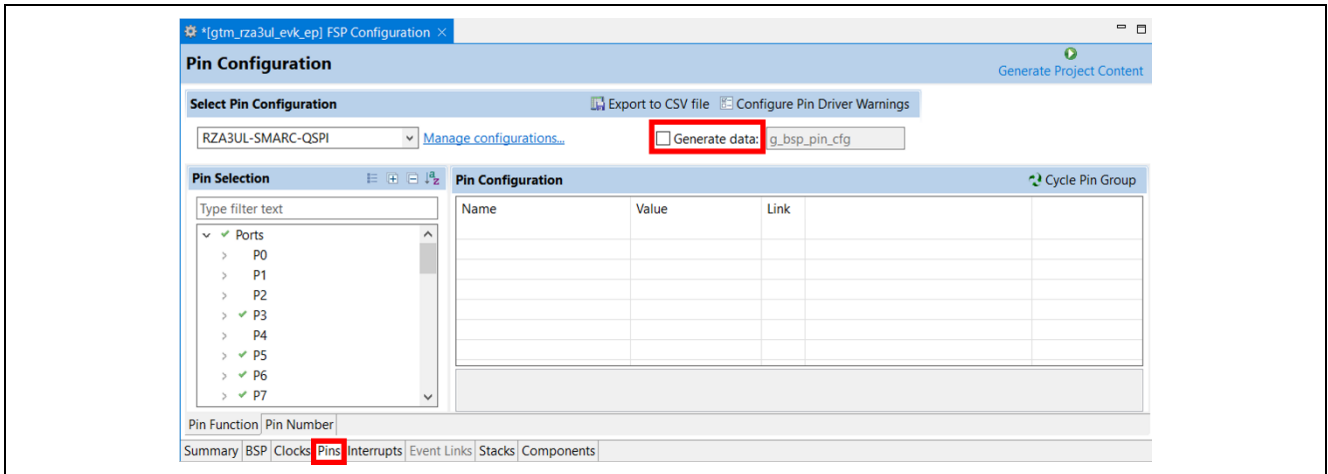 *[gtm_rza3ul_evk_ep] FSP Configuration
Pin Configuration
Generate Project Content
Select Pin Configuration
Export to CSV file
Configure Pin Driver Warnings
RZA3UL-SMARC-QSPI
Manage configurations...
Generate data:
g_bsp_pin_cfg
Pin Selection
Pin Configuration
Cycle Pin Group
Type filter text
Name
Value
Link
Ports
P0
P1
P2
P3
P4
P5
P6
P7
Pin Function
Pin Number
Summary
BSP
Clocks
Pins
Interrupts
Event Links
Stacks
Components